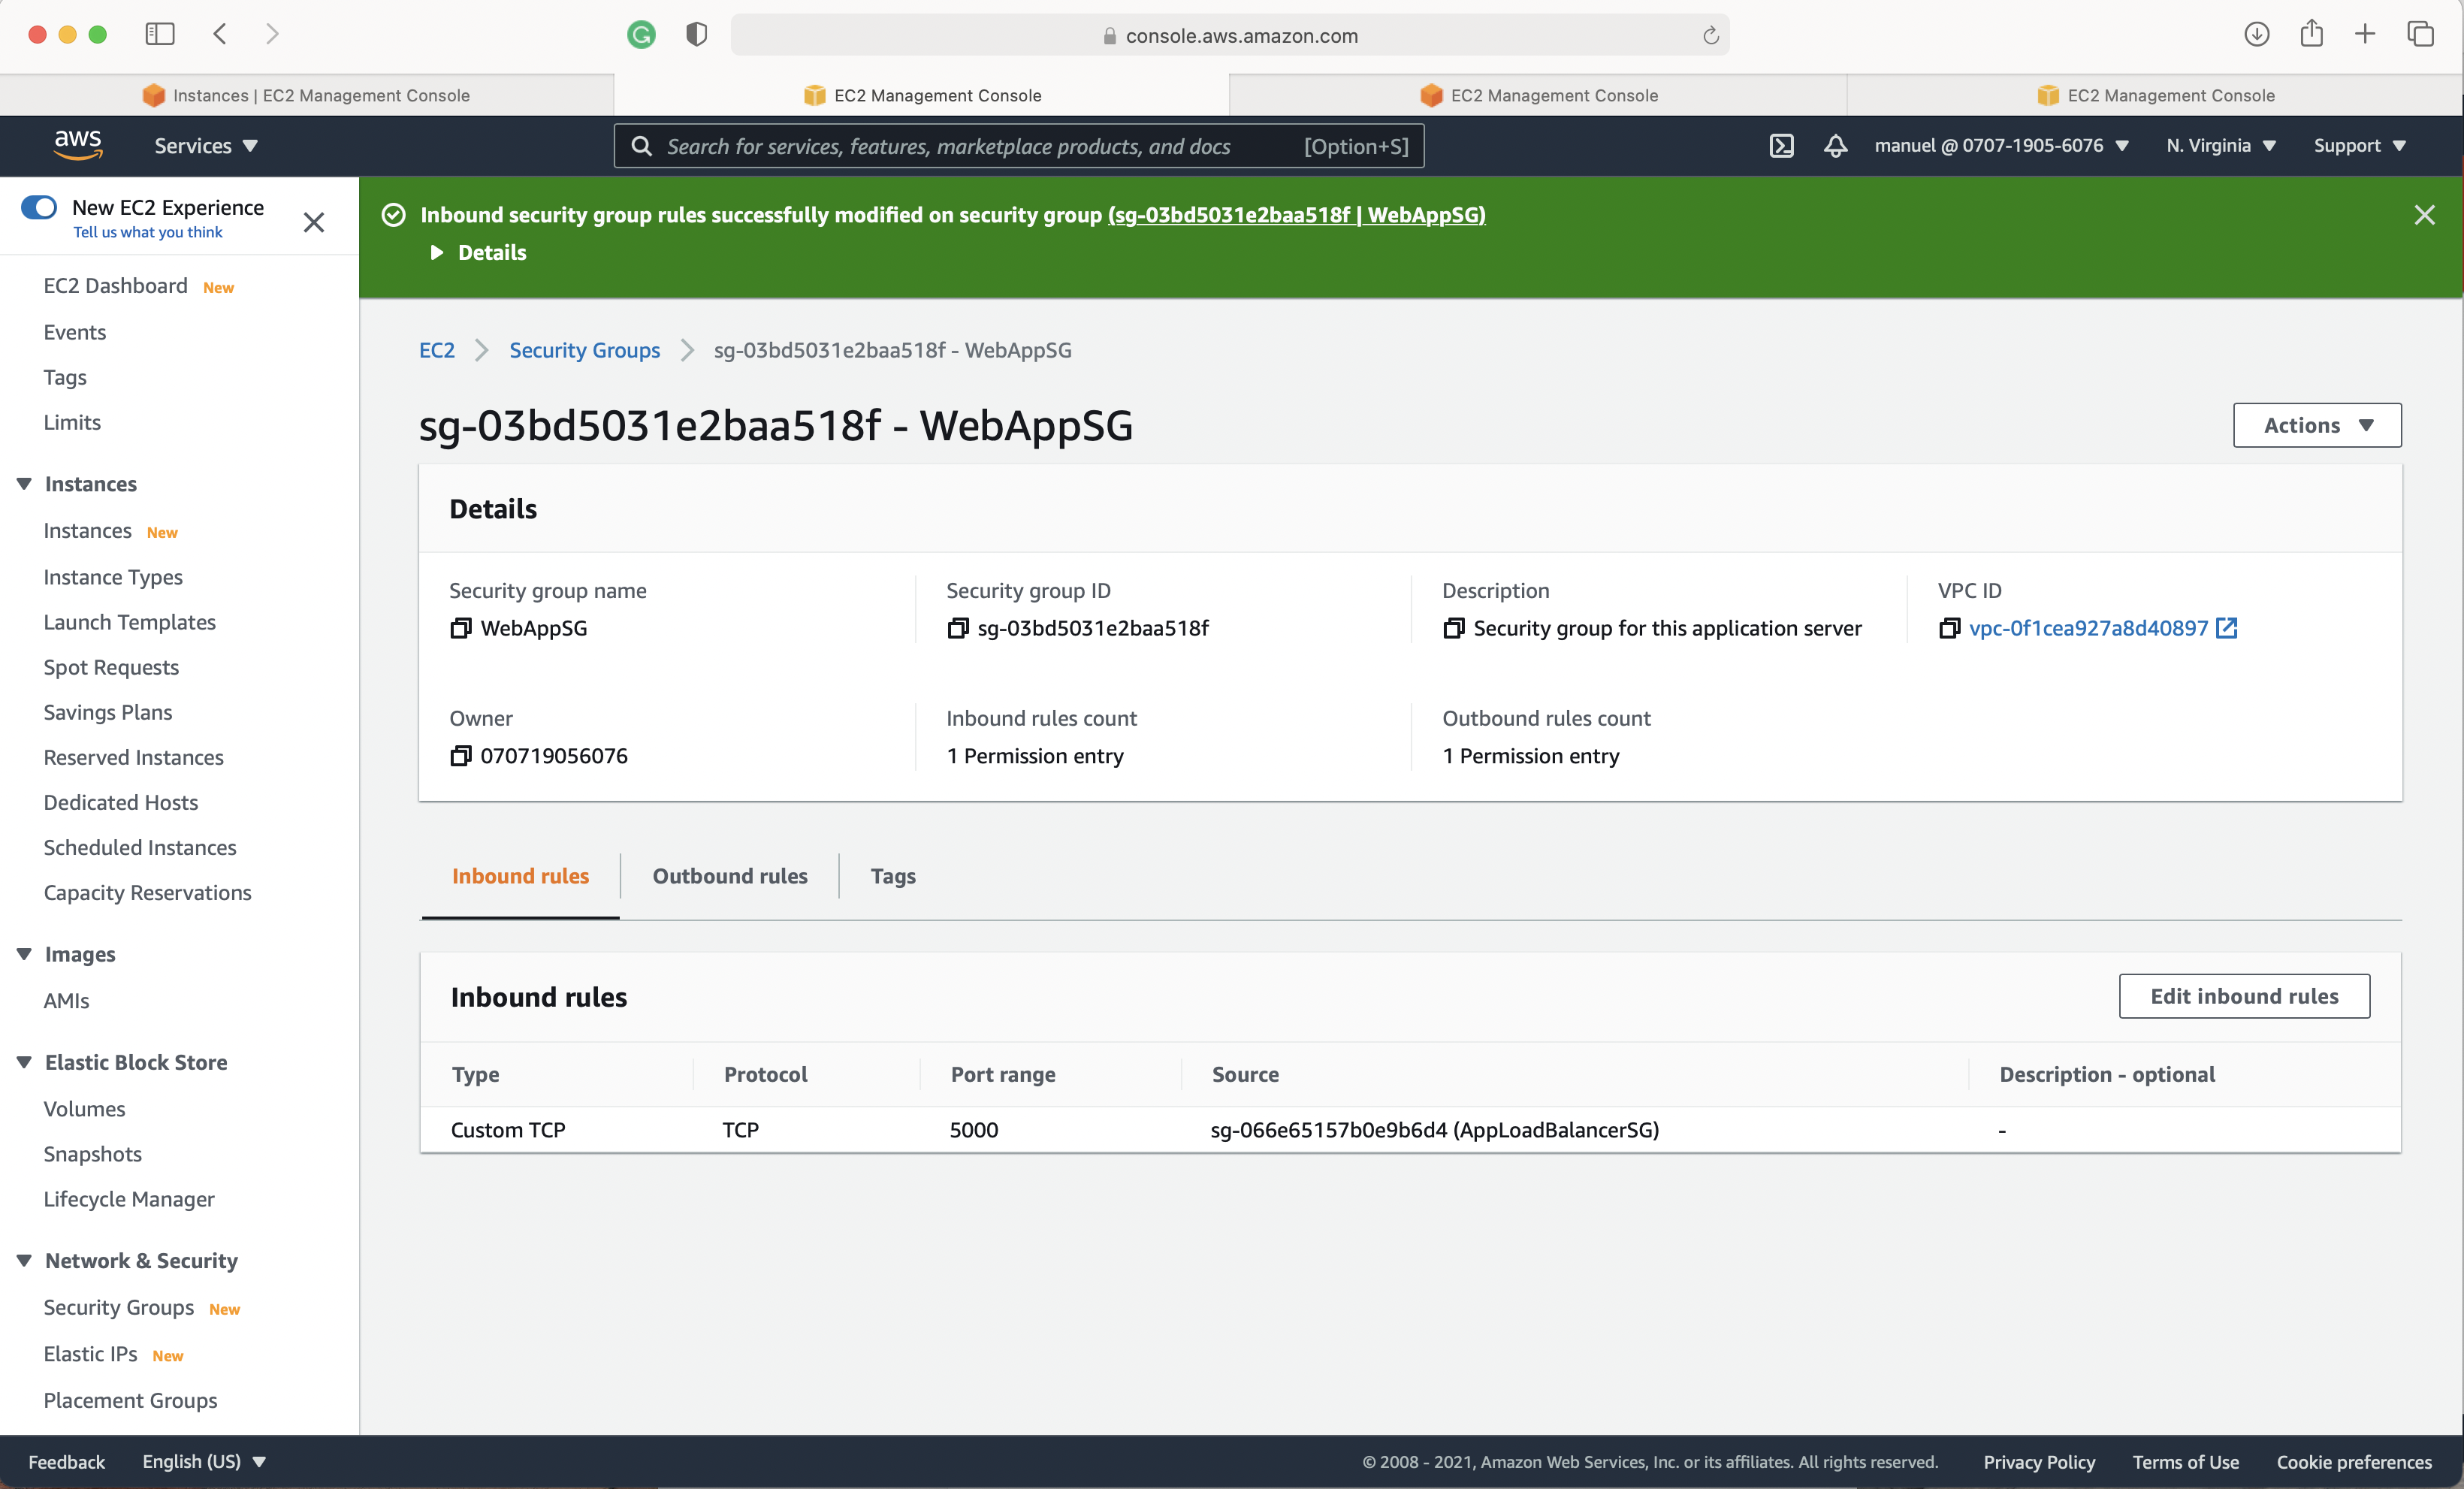 console.aws.amazon.com
Instances | EC2 Management Console
EC2 Management Console
EC2 Management Console
EC2 Management Console
aws
Services
Search for services, features, marketplace products, and docs
[Option+S]
manuel @ 0707-1905-6076
N. Virginia
Support
New EC2 Experience
Tell us what you think
EC2 Dashboard New
Events
Tags
Limits
Instances
Instances New
Instance Types
Launch Templates
Spot Requests
Savings Plans
Reserved Instances
Dedicated Hosts
Scheduled Instances
Capacity Reservations
Images
AMIs
Elastic Block Store
Volumes
Snapshots
Lifecycle Manager
Network & Security
Security Groups New
Elastic IPs New
Placement Groups
Inbound security group rules successfully modified on security group (sg-03bd5031e2baa518f | WebAppSG)
Details
EC2
Security Groups
sg-03bd5031e2baa518f - WebAppSG
sg-03bd5031e2baa518f - WebAppSG
Actions
Details
Security group name
WebAppSG
Security group ID
sg-03bd5031e2baa518f
Description
Security group for this application server
VPC ID
vpc-0f1cea927a8d40897
Owner
070719056076
Inbound rules count
1 Permission entry
Outbound rules count
1 Permission entry
Inbound rules
Outbound rules
Tags
Inbound rules
Edit inbound rules
Type
Protocol
Port range
Source
Description - optional
Custom TCP
TCP
5000
sg-066e65157b0e9b6d4 (AppLoadBalancerSG)
-
Feedback
English (US)
© 2008 - 2021, Amazon Web Services, Inc. or its affiliates. All rights reserved.
Privacy Policy
Terms of Use
Cookie preferences